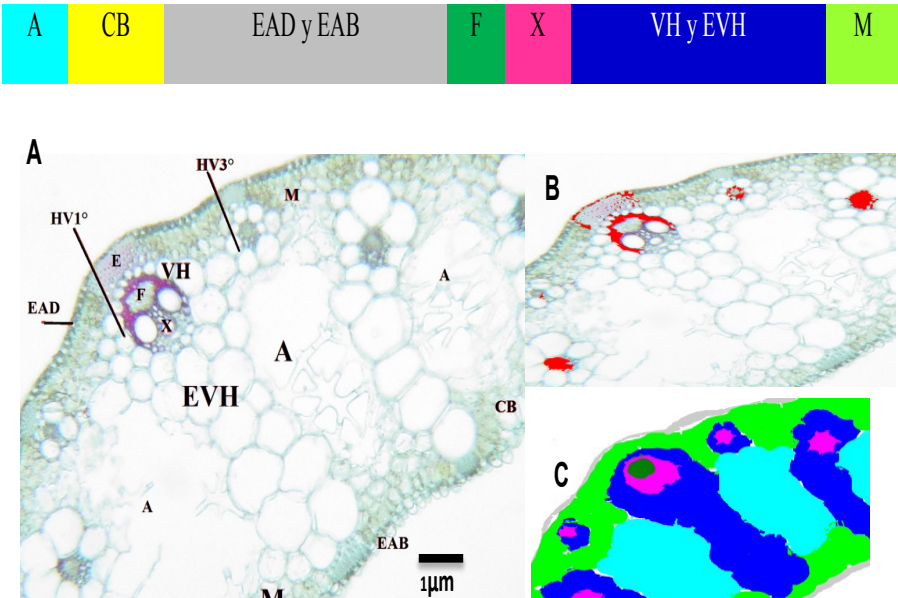 A CB EAD y EAB F X VH y EVH M
A
HV3°
M
B
HV1°
E
VH
F
A
EAD
X
A
EVH
CB
C
A
EAB
1µm
M